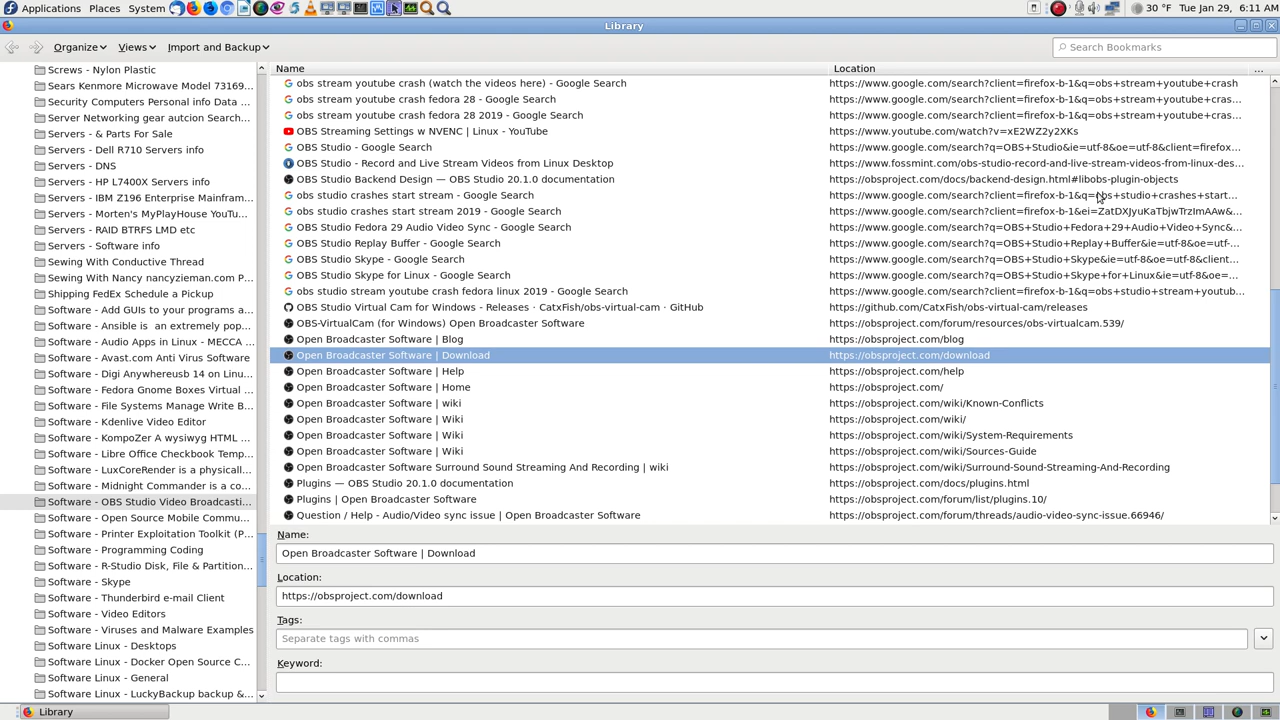 Applications Places System 30 °F Tue Jan 29, 6:11 AM
Library
Organize Views Import and Backup Search Bookmarks
Name Location ...
Screws - Nylon Plastic
Sears Kenmore Microwave Model 73169...
Security Computers Personal info Data ...
Server Networking gear autcion Search...
Servers - & Parts For Sale
Servers - Dell R710 Servers info
Servers - DNS
Servers - HP L7400X Servers info
Servers - IBM Z196 Enterprise Mainfram...
Servers - Morten's MyPlayHouse YouTu...
Servers - RAID BTRFS LMD etc
Servers - Software info
Sewing With Conductive Thread
Sewing With Nancy nancyzieman.com P...
Shipping FedEx Schedule a Pickup
Software - Add GUIs to your programs a...
Software - Ansible is  an extremely pop...
Software - Audio Apps in Linux - MECCA ...
Software - Avast.com Anti Virus Software
Software - Digi Anywhereusb 14 on Linu...
Software - Fedora Gnome Boxes Virtual ...
Software - File Systems Manage Write B...
Software - Kdenlive Video Editor
Software - KompoZer A wysiwyg HTML ...
Software - Libre Office Checkbook Temp...
Software - LuxCoreRender is a physicall...
Software - Midnight Commander is a co...
Software - OBS Studio Video Broadcasti...
Software - Open Source Mobile Commu...
Software - Printer Exploitation Toolkit (P...
Software - Programming Coding
Software - R-Studio Disk, File & Partition...
Software - Skype
Software - Thunderbird e-mail Client
Software - Video Editors
Software - Viruses and Malware Examples
Software Linux - Desktops
Software Linux - Docker Open Source C...
Software Linux - General
Software Linux - LuckyBackup backup &...
obs stream youtube crash (watch the videos here) - Google Search https://www.google.com/search?client=firefox-b-1&q=obs+stream+youtube+crash
obs stream youtube crash fedora 28 - Google Search https://www.google.com/search?client=firefox-b-1&q=obs+stream+youtube+cras...
obs stream youtube crash fedora 28 2019 - Google Search https://www.google.com/search?client=firefox-b-1&q=obs+stream+youtube+cras...
OBS Streaming Settings w NVENC | Linux - YouTube https://www.youtube.com/watch?v=xE2WZ2y2XKs
OBS Studio - Google Search https://www.google.com/search?q=OBS+Studio&ie=utf-8&oe=utf-8&client=firefox...
OBS Studio - Record and Live Stream Videos from Linux Desktop https://www.fossmint.com/obs-studio-record-and-live-stream-videos-from-linux-des...
OBS Studio Backend Design — OBS Studio 20.1.0 documentation https://obsproject.com/docs/backend-design.html#libobs-plugin-objects
obs studio crashes start stream - Google Search https://www.google.com/search?client=firefox-b-1&q=obs+studio+crashes+start...
obs studio crashes start stream 2019 - Google Search https://www.google.com/search?client=firefox-b-1&ei=ZatDXJyuKaTbjwTrzImAAw&...
OBS Studio Fedora 29 Audio Video Sync - Google Search https://www.google.com/search?q=OBS+Studio+Fedora+29+Audio+Video+Sync&...
OBS Studio Replay Buffer - Google Search https://www.google.com/search?q=OBS+Studio+Replay+Buffer&ie=utf-8&oe=utf-...
OBS Studio Skype - Google Search https://www.google.com/search?q=OBS+Studio+Skype&ie=utf-8&oe=utf-8&client...
OBS Studio Skype for Linux - Google Search https://www.google.com/search?q=OBS+Studio+Skype+for+Linux&ie=utf-8&oe=...
obs studio stream youtube crash fedora linux 2019 - Google Search https://www.google.com/search?client=firefox-b-1&q=obs+studio+stream+youtub...
OBS Studio Virtual Cam for Windows - Releases · CatxFish/obs-virtual-cam · GitHub https://github.com/CatxFish/obs-virtual-cam/releases
OBS-VirtualCam (for Windows) Open Broadcaster Software https://obsproject.com/forum/resources/obs-virtualcam.539/
Open Broadcaster Software | Blog https://obsproject.com/blog
Open Broadcaster Software | Download https://obsproject.com/download
Open Broadcaster Software | Help https://obsproject.com/help
Open Broadcaster Software | Home https://obsproject.com/
Open Broadcaster Software | wiki https://obsproject.com/wiki/Known-Conflicts
Open Broadcaster Software | Wiki https://obsproject.com/wiki/
Open Broadcaster Software | Wiki https://obsproject.com/wiki/System-Requirements
Open Broadcaster Software | Wiki https://obsproject.com/wiki/Sources-Guide
Open Broadcaster Software Surround Sound Streaming And Recording | wiki https://obsproject.com/wiki/Surround-Sound-Streaming-And-Recording
Plugins — OBS Studio 20.1.0 documentation https://obsproject.com/docs/plugins.html
Plugins | Open Broadcaster Software https://obsproject.com/forum/list/plugins.10/
Question / Help - Audio/Video sync issue | Open Broadcaster Software https://obsproject.com/forum/threads/audio-video-sync-issue.66946/
Name:
Open Broadcaster Software | Download
Location:
https://obsproject.com/download
Tags:
Separate tags with commas
Keyword:
Library